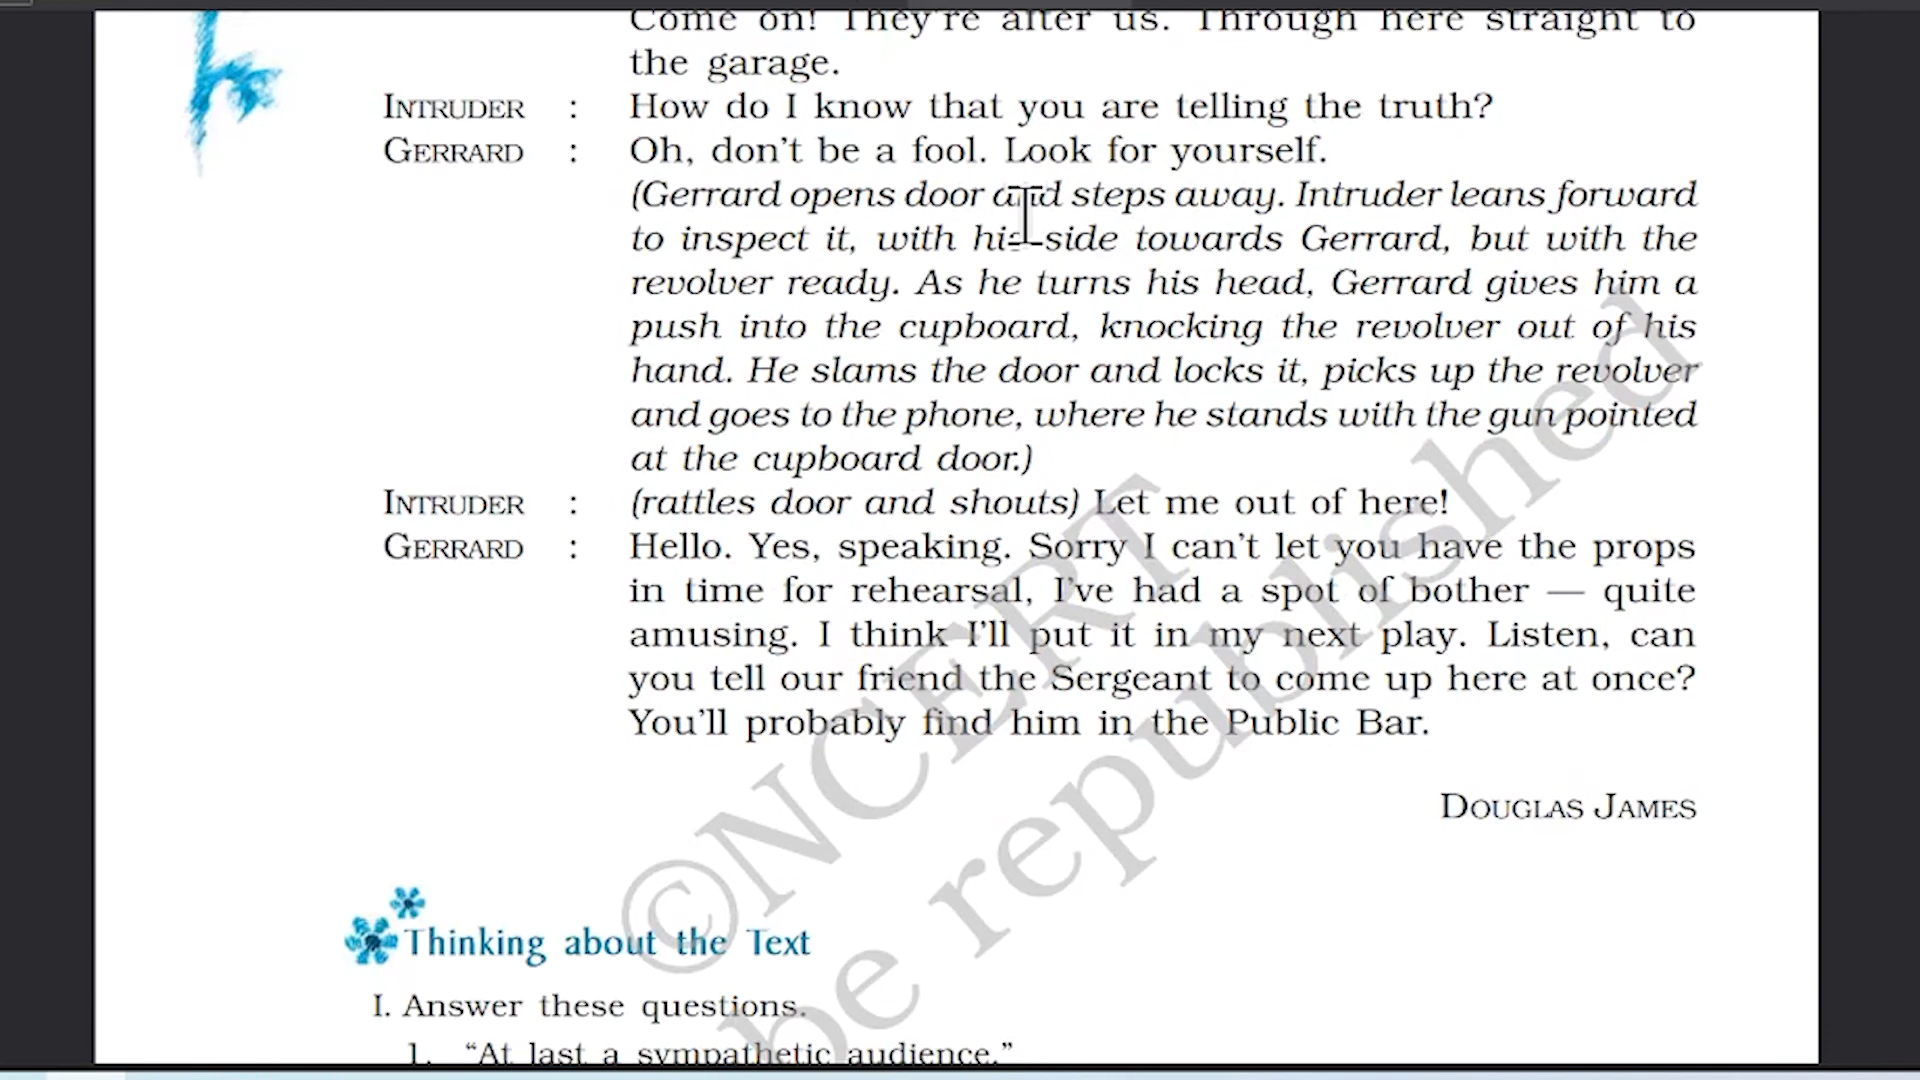 Come on! They're after us. Through here straight to
the garage.
INTRUDER : How do I know that you are telling the truth?
GERRARD : Oh, don't be a fool. Look for yourself.
(Gerrard opens door and steps away. Intruder leans forward
to inspect it, with his side towards Gerrard, but with the
revolver ready. As he turns his head, Gerrard gives him a
push into the cupboard, knocking the revolver out of his
hand. He slams the door and locks it, picks up the revolver
and goes to the phone, where he stands with the gun pointed
at the cupboard door.)
INTRUDER : (rattles door and shouts) Let me out of here!
GERRARD : Hello. Yes, speaking. Sorry I can't let you have the props
in time for rehearsal, I've had a spot of bother — quite
amusing. I think I'll put it in my next play. Listen, can
you tell our friend the Sergeant to come up here at once?
You'll probably find him in the Public Bar.
DOUGLAS JAMES
Thinking about the Text
I. Answer these questions.
1. “At last a sympathetic audience.”
©NCERT
be republished